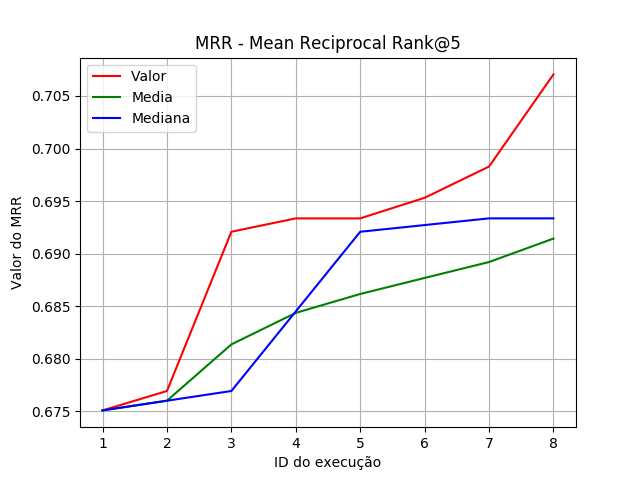 MRR - Mean Reciprocal Rank@5
Valor
Media
Mediana
Valor do MRR
0.705
0.700
0.695
0.690
0.685
0.680
0.675
1 2 3 4 5 6 7 8
ID do execução